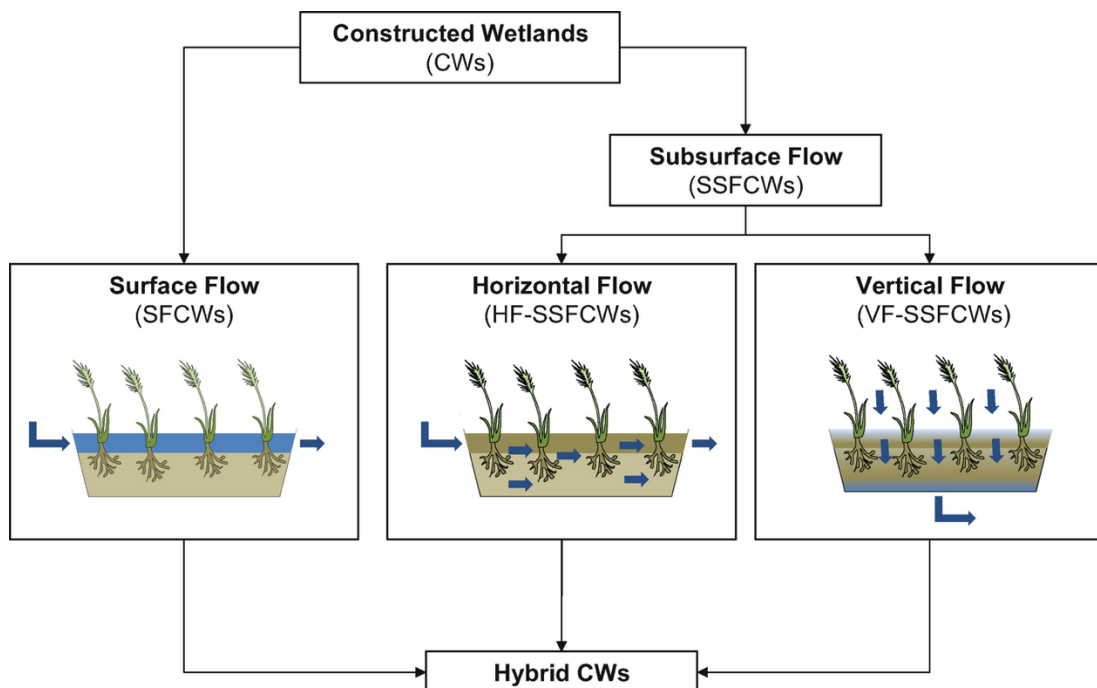 Constructed Wetlands
(CWs)
Subsurface Flow
(SSFCWs)
Surface Flow
(SFCWs)
Horizontal Flow
(HF-SSFCWs)
Vertical Flow
(VF-SSFCWs)
Hybrid CWs